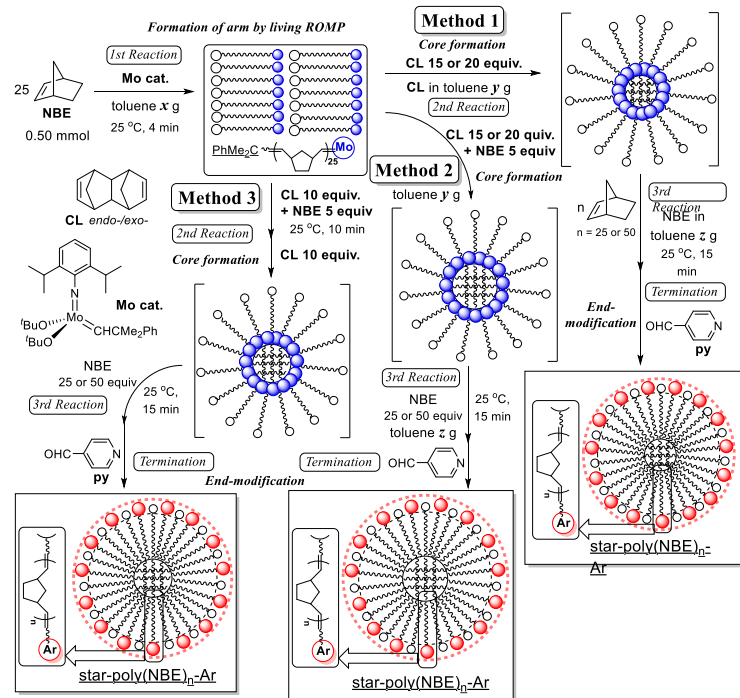 Formation of arm by living ROMP
Method 1
1st Reaction
25
NBE
0.50 mmol
Mo cat.
toluene x g
25 °C, 4 min
PhMe2C
25
Mo
Core formation
CL 15 or 20 equiv.
CL in toluene y g
2nd Reaction
CL 15 or 20 quiv.
+ NBE 5 equiv
Core formation
Method 2
toluene y g
Method 3
CL 10 equiv.
+ NBE 5 equiv
25 °C, 10 min
2nd Reaction
Core formation
CL 10 equiv.
CL endo-/exo-
N
Mo
tBuO
tBuO
CHCMe2Ph
Mo cat.
n
n = 25 or 50
3rd
Reaction
NBE in
toluene z g
25 °C, 15
min
Termination
End-
modification
OHC
N
py
NBE
25 or 50 equiv
3rd Reaction
25 °C,
15 min
OHC
N
py
Termination
3rd Reaction
NBE
25 or 50 equiv
toluene z g
25 °C,
15 min
Termination
OHC
N
End-modification
n
Ar
star-poly(NBE)n-Ar
n
Ar
star-poly(NBE)n-Ar
n
Ar
star-poly(NBE)n-
Ar